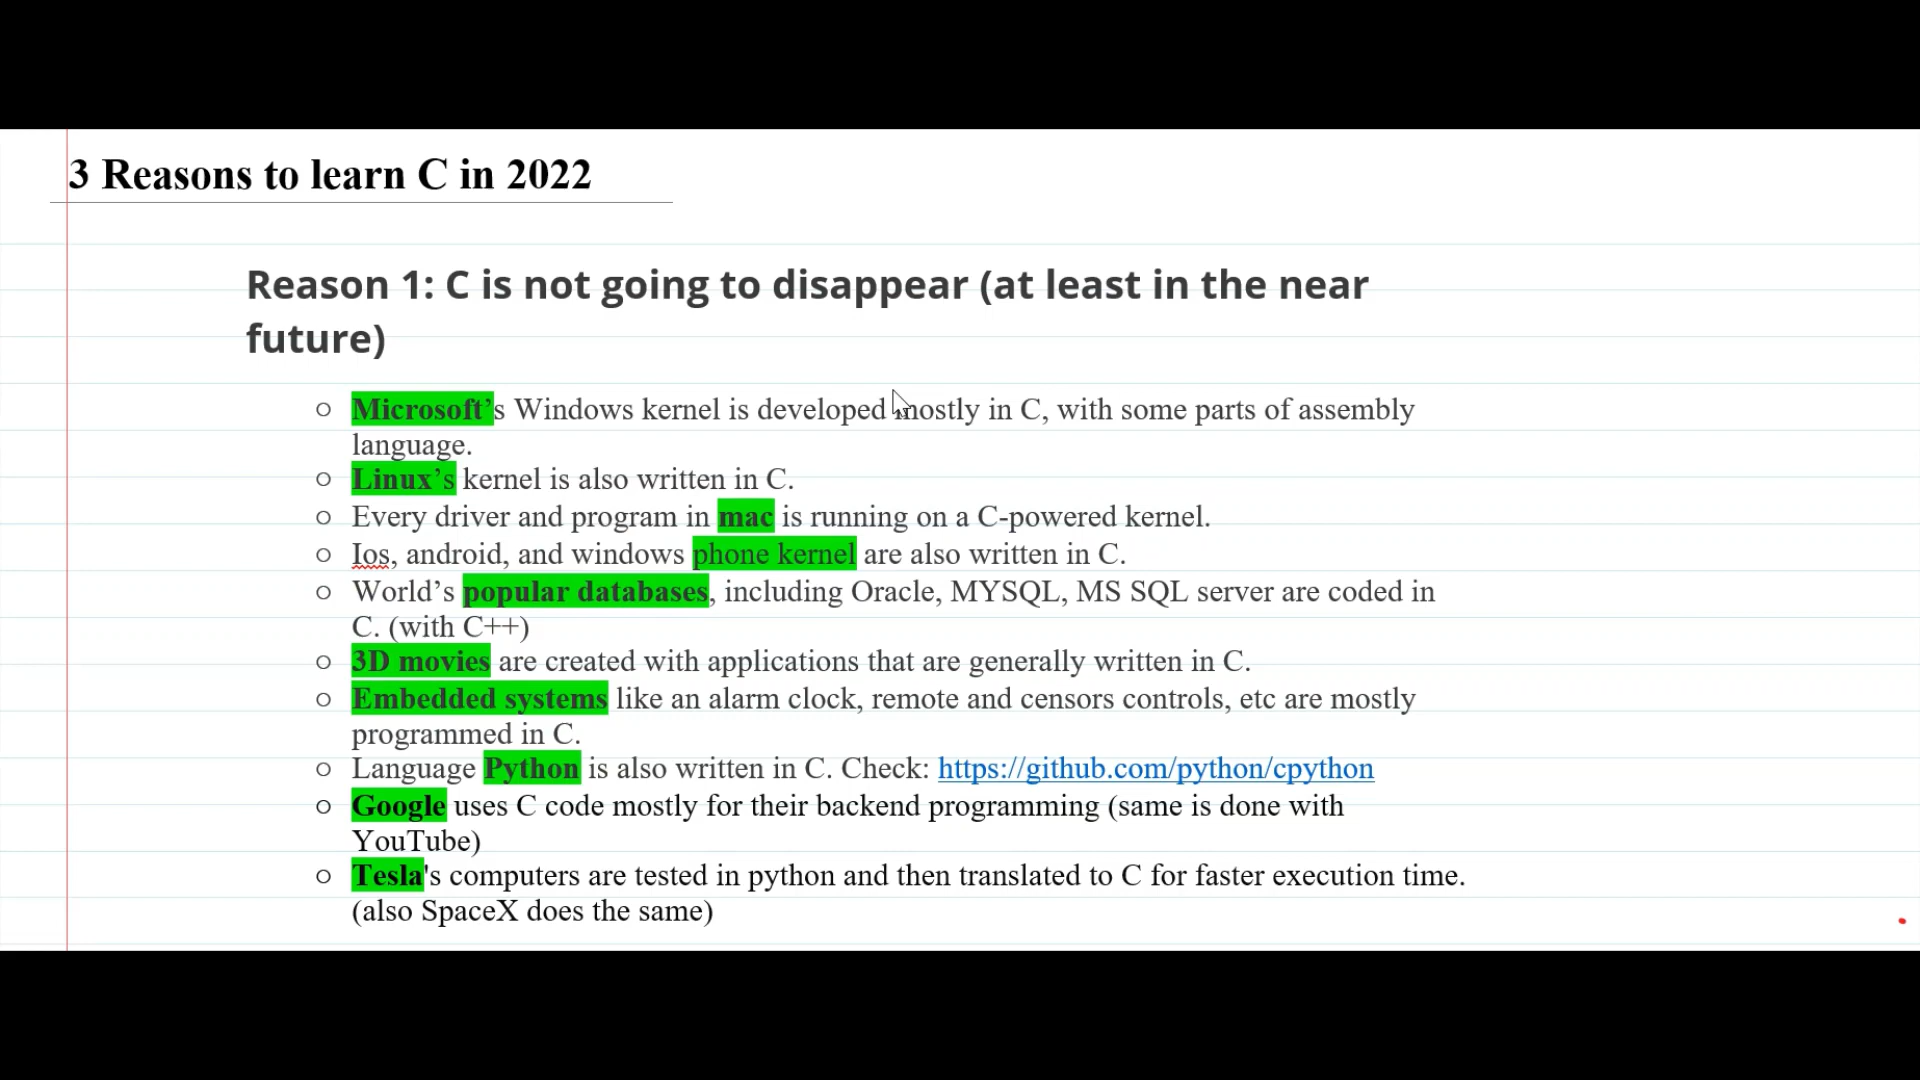 3 Reasons to learn C in 2022
Reason 1: C is not going to disappear (at least in the near
future)
○ Microsoft’s Windows kernel is developed mostly in C, with some parts of assembly
language.
○ Linux’s kernel is also written in C.
○ Every driver and program in mac is running on a C-powered kernel.
○ Ios, android, and windows phone kernel are also written in C.
○ World’s popular databases, including Oracle, MYSQL, MS SQL server are coded in
C. (with C++)
○ 3D movies are created with applications that are generally written in C.
○ Embedded systems like an alarm clock, remote and censors controls, etc are mostly
programmed in C.
○ Language Python is also written in C. Check: https://github.com/python/cpython
○ Google uses C code mostly for their backend programming (same is done with
YouTube)
○ Tesla's computers are tested in python and then translated to C for faster execution time.
(also SpaceX does the same)